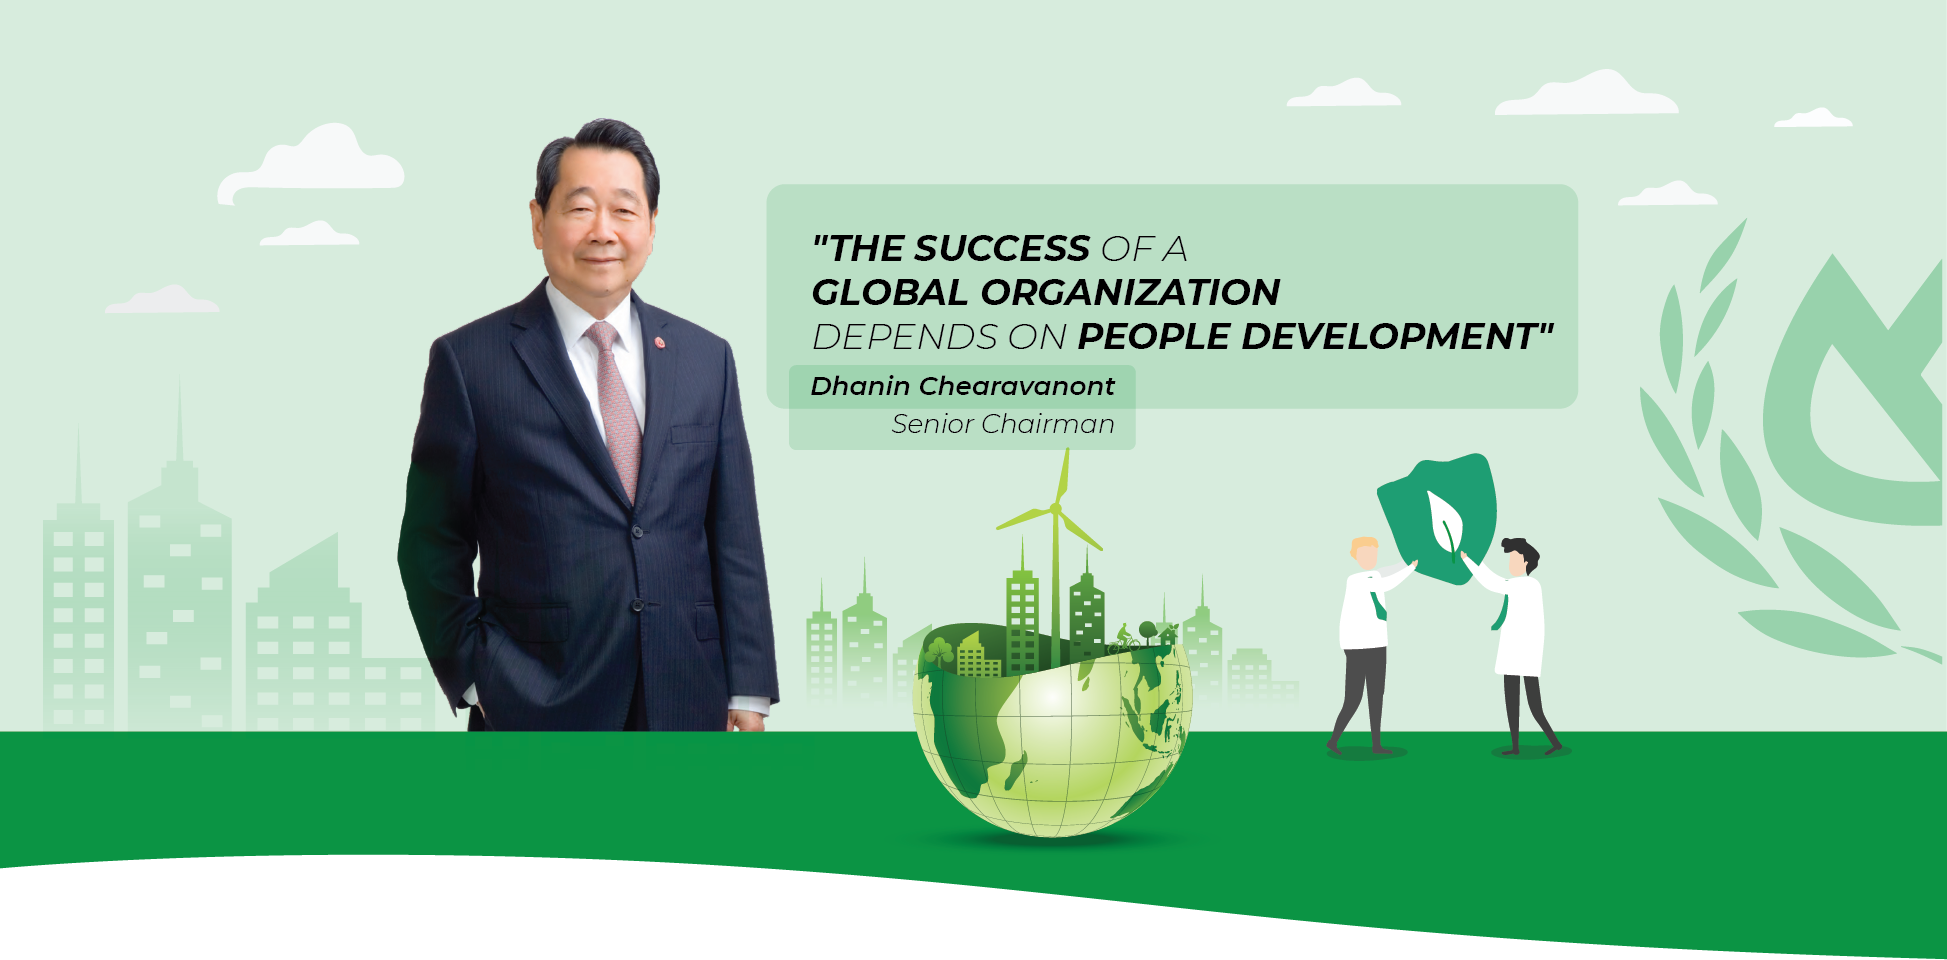 "THE SUCCESS OF A
GLOBAL ORGANIZATION
DEPENDS ON PEOPLE DEVELOPMENT"
Dhanin Chearavanont
Senior Chairman